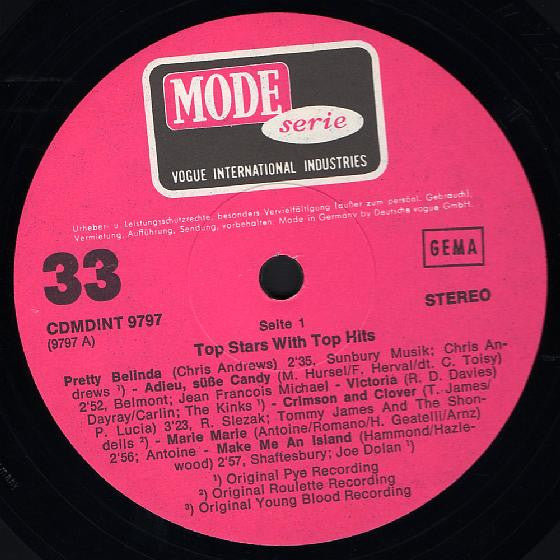 MODE
serie
VOGUE INTERNATIONAL INDUSTRIES
Urheber- u. Leistungsschutzrechte, besonders Vervielfältigung (außer zum persönl. Gebrauch),
Vermietung, Aufführung, Sendung, vorbehalten. Made in Germany by Deutsche vogue GmbH.
33
GEMA
CDMDINT 9797
STEREO
(9797 A)
Seite 1
Top Stars With Top Hits
Pretty Belinda (Chris Andrews) 2'35, Sunbury Musik; Chris An-
drews ¹) - Adieu, süße Candy (M. Hursel/F. Herval/dt. C. Toisy)
2'52, Belmont; Jean Francois Michael - Victoria (R. D. Davies)
Dayray/Carlin; The Kinks ¹) - Crimson and Clover (T. James/
P. Lucia) 3'23, R. Slezak; Tommy James And The Shon-
dells ²) - Marie Marie (Antoine/Romano/H. Geatelli/Arnz)
2'56; Antoine - Make Me An Island (Hammond/Hazle-
wood) 2'57, Shaftesbury; Joe Dolan ¹)
¹) Original Pye Recording
²) Original Roulette Recording
³) Original Young Blood Recording